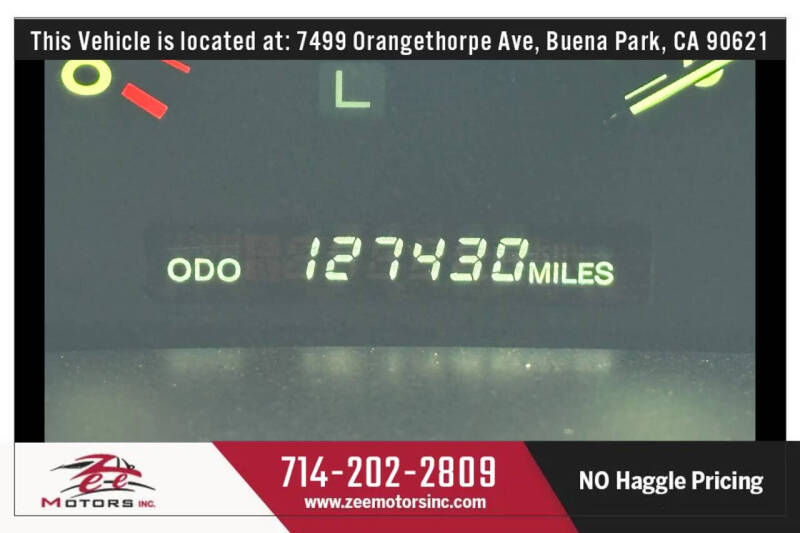 This Vehicle is located at: 7499 Orangethorpe Ave, Buena Park, CA 90621
L
ODO 127430 MILES
Zee
MOTORS INC.
714-202-2809
www.zeemotorsinc.com
NO Haggle Pricing